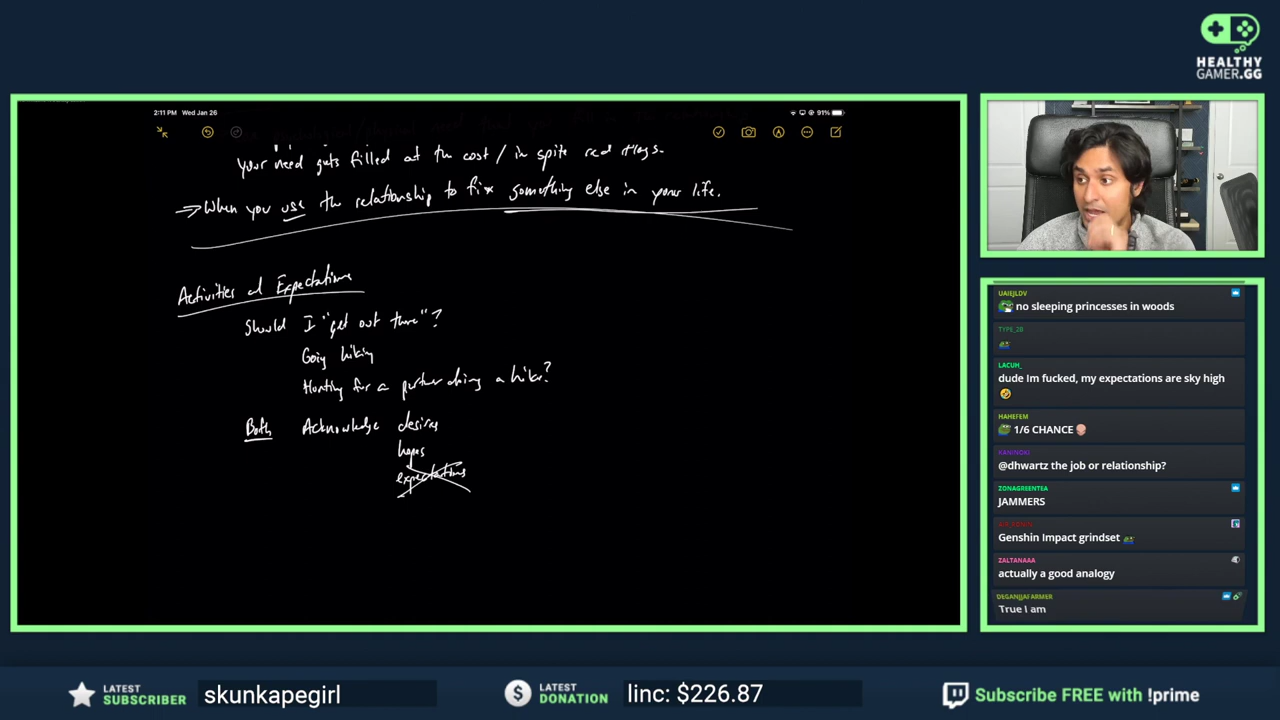 HEALTHY
GAMER.GG
2:11 PM Wed Jan 26
91%
your need gets filled at the cost / in spite red flags.
→ When you use the relationship to fix something else in your life.
Activities and Expectations
Should I "get out there"?
Going hiking
Hunting for a partner during a hike?
Both Acknowledge desires
hopes
expectations
UAIEJLDV
no sleeping princesses in woods
TYPE_2B
LACUH_
dude Im fucked, my expectations are sky high
HAHEFEM
1/6 CHANCE
@dhwartz the job or relationship?
ZONAGREENTEA
JAMMERS
Genshin Impact grindset
ZALTANAAA
actually a good analogy
True I am
LATEST
SUBSCRIBER
skunkapegirl
LATEST
DONATION
linc: $226.87
Subscribe FREE with !prime